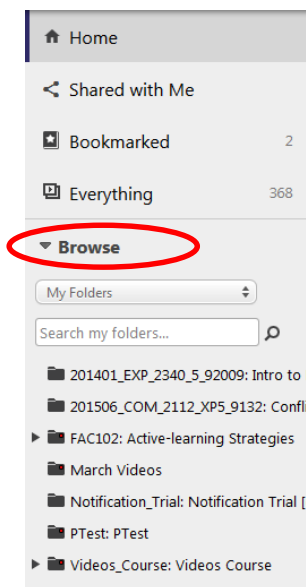 Home
Shared with Me
Bookmarked 2
Everything 368
Browse
My Folders
Search my folders...
201401_EXP_2340_5_92009: Intro to
201506_COM_2112_XP5_9132: Confl
FAC102: Active-learning Strategies
March Videos
Notification_Trial: Notification Trial [
PTest: PTest
Videos_Course: Videos Course